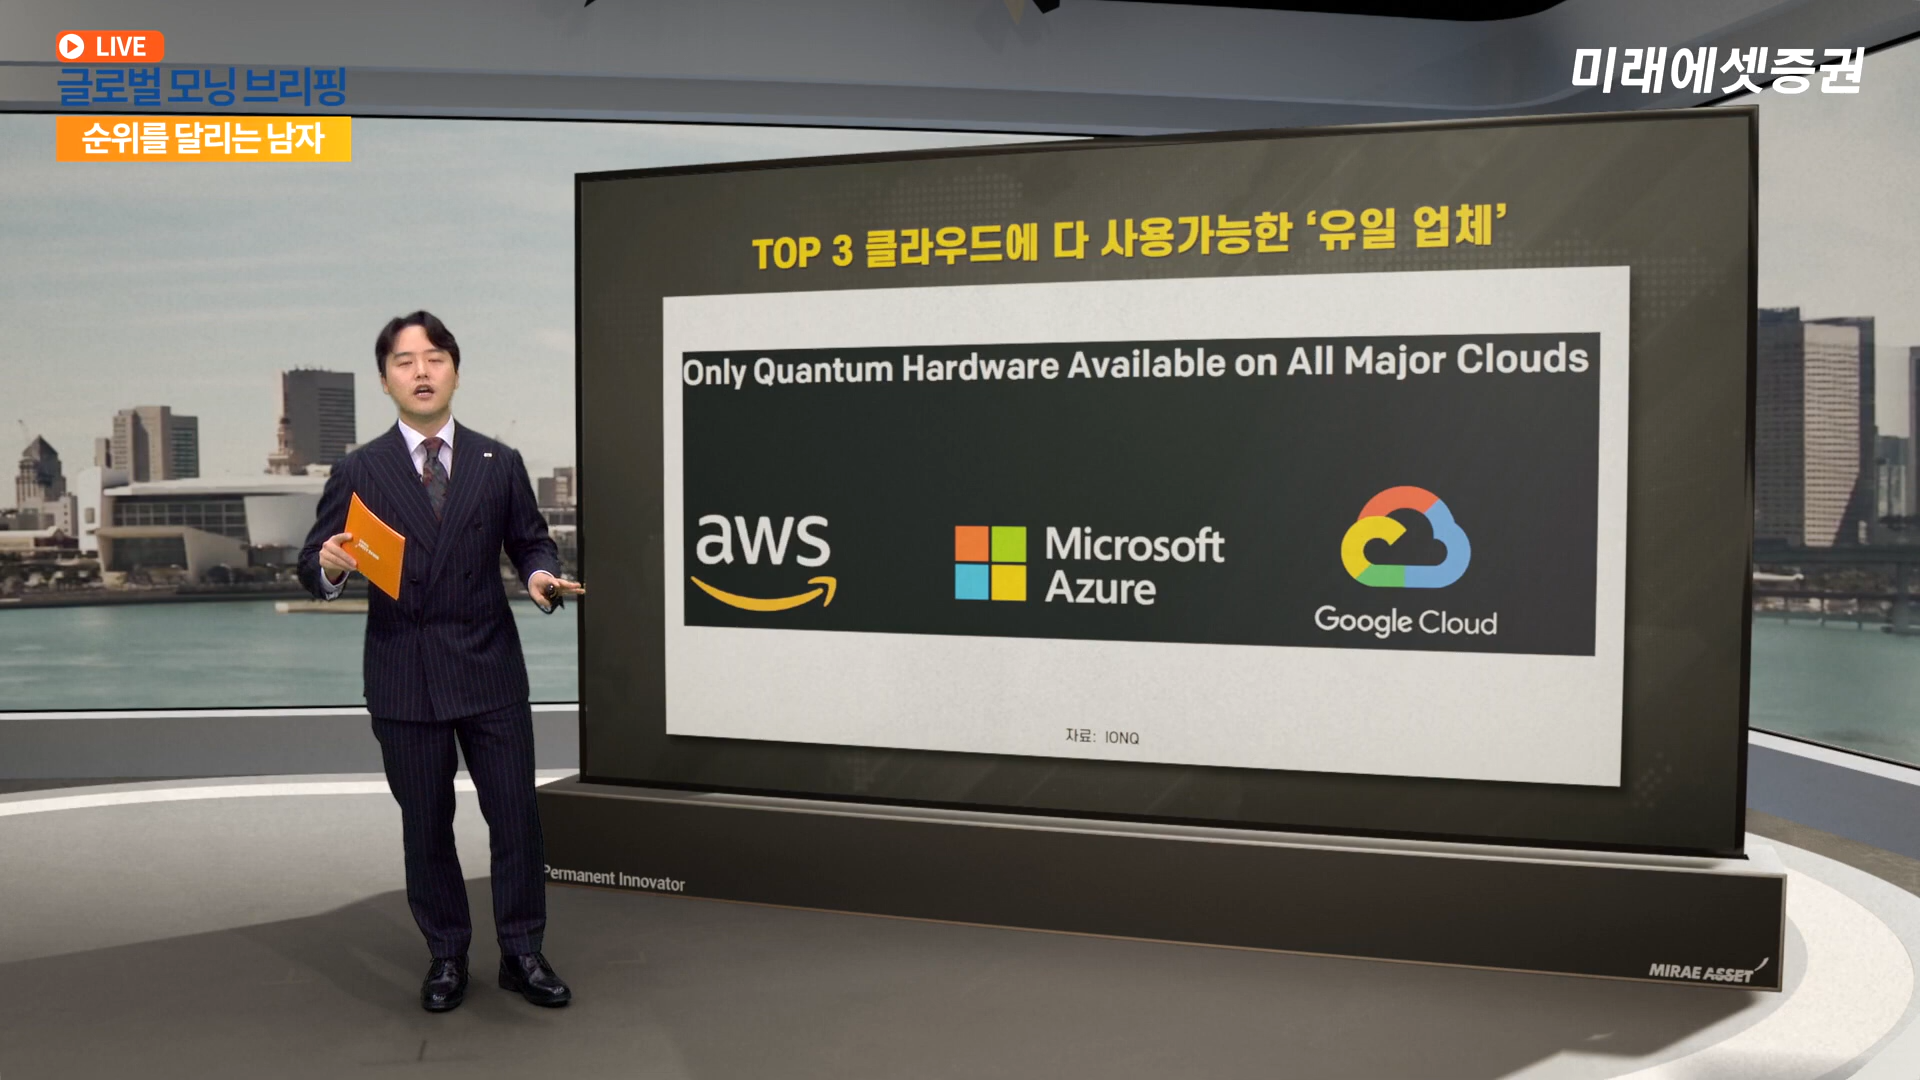 LIVE
글로벌 모닝 브리핑
순위를 달리는 남자
미래에셋증권
TOP 3 클라우드에 다 사용가능한 ‘유일 업체’
Only Quantum Hardware Available on All Major Clouds
aws
Microsoft
Azure
Google Cloud
자료: IONQ
Permanent Innovator
MIRAE ASSET